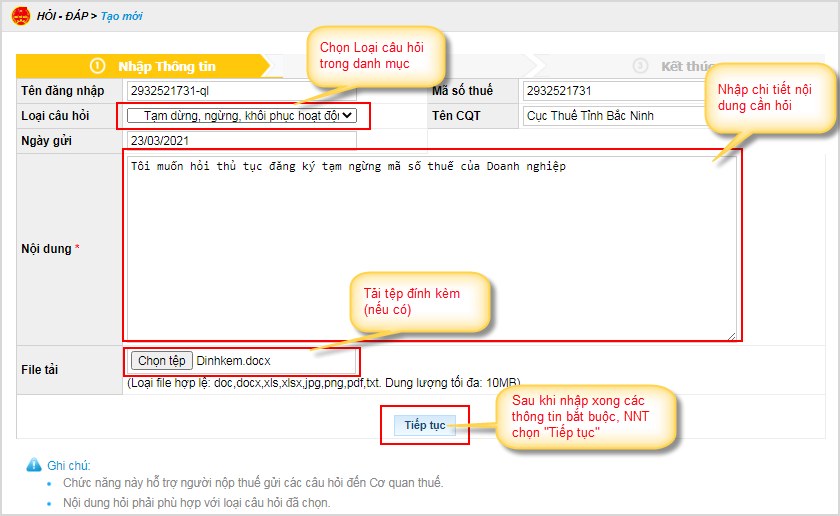 HỎI - ĐÁP > Tạo mới
Chọn Loại câu hỏi
trong danh mục
1 Nhập Thông tin
3 Kết thúc
Tên đăng nhập 2932521731-ql Mã số thuế 2932521731
Loại câu hỏi Tạm dừng, ngừng, khôi phục hoạt độn Tên CQT Cục Thuế Tỉnh Bắc Ninh
Nhập chi tiết nội
dung cần hỏi
Ngày gửi 23/03/2021
Tôi muốn hỏi thủ tục đăng ký tạm ngừng mã số thuế của Doanh nghiệp
Nội dung *
Tải tệp đính kèm
(nếu có)
File tải Chọn tệp Dinhkem.docx
(Loại file hợp lệ: doc,docx,xls,xlsx,jpg,png,pdf,txt. Dung lượng tối đa: 10MB)
Tiếp tục
Sau khi nhập xong các
thông tin bắt buộc, NNT
chọn "Tiếp tục"
Ghi chú:
• Chức năng này hỗ trợ người nộp thuế gửi các câu hỏi đến Cơ quan thuế.
• Nội dung hỏi phải phù hợp với loại câu hỏi đã chọn.